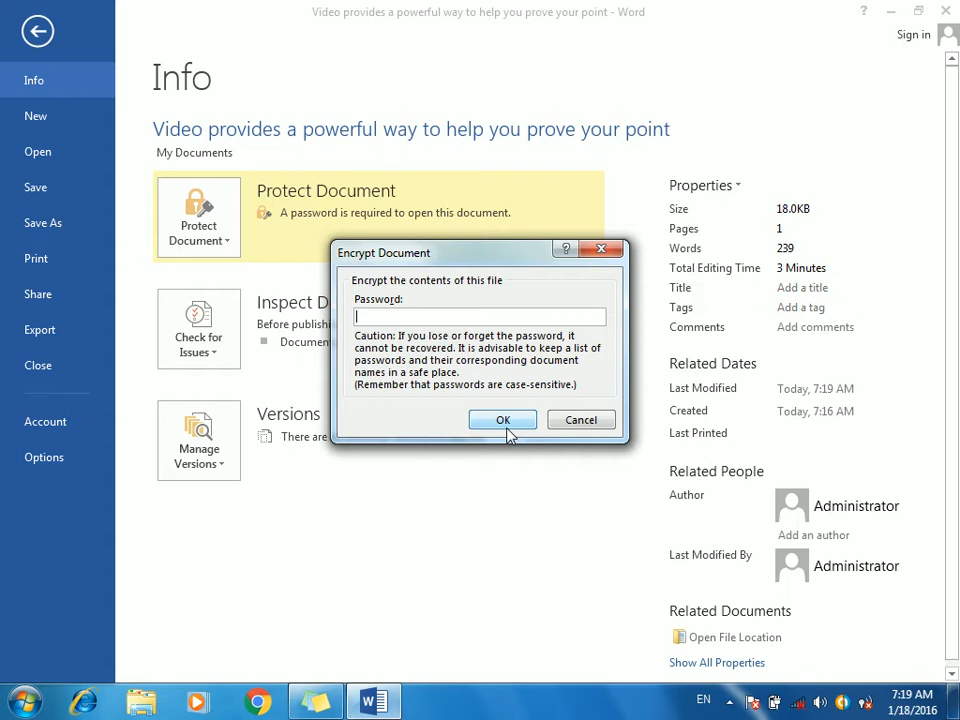 Video provides a powerful way to help you prove your point - Word
Sign in
Info
New
Open
Save
Save As
Print
Share
Export
Close
Account
Options
Info
Video provides a powerful way to help you prove your point
My Documents
Protect Document
Protect Document
A password is required to open this document.
Check for Issues
Inspect D
Before publishin
Documen
Manage Versions
Versions
There are
Encrypt Document
Encrypt the contents of this file
Password:
Caution: If you lose or forget the password, it
cannot be recovered. It is advisable to keep a list of
passwords and their corresponding document
names in a safe place.
(Remember that passwords are case-sensitive.)
OK
Cancel
Properties
Size 18.0KB
Pages 1
Words 239
Total Editing Time 3 Minutes
Title Add a title
Tags Add a tag
Comments Add comments
Related Dates
Last Modified Today, 7:19 AM
Created Today, 7:16 AM
Last Printed
Related People
Author Administrator
Add an author
Last Modified By Administrator
Related Documents
Open File Location
Show All Properties
EN
7:19 AM
1/18/2016